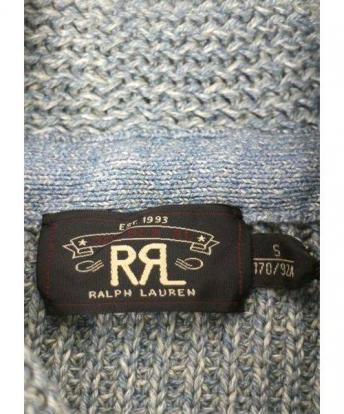 Est. 1993
RRL
RALPH LAUREN
S
170/92A